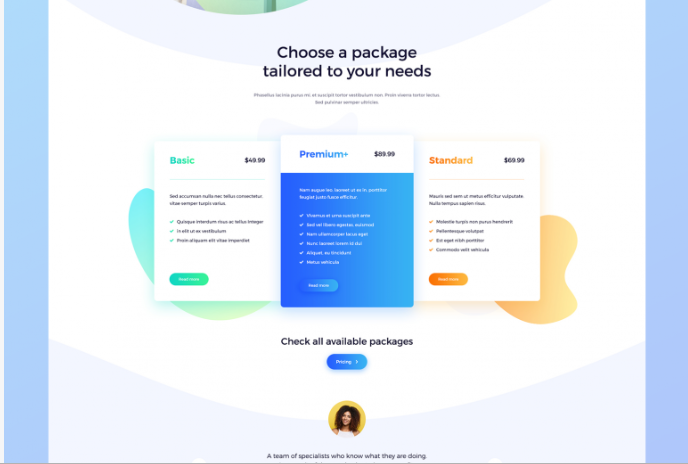 Choose a package
tailored to your needs
Phasellus lacinia purus mi, et suscipit tortor vestibulum non. Proin viverra tortor lectus.
Sed pulvinar semper ultricies.
Basic
$49.99
Sed accumsan nulla nec tellus consectetur,
vitae semper turpis varius.
Quisque interdum risus ac tellus integer
In elit ut ex vestibulum
Proin aliquam elit vitae imperdiet
Read more
Premium+
$89.99
Nam augue leo, laoreet ut ex in, porttitor
feugiat justo fusce efficitur.
Vivamus et urna suscipit ante
Sed vel libero egestas, euismod
Nam ullamcorper lacus eget
Nunc laoreet lorem id dui
Aliquet, eu tincidunt
Metus vehicula
Read more
Standard
$69.99
Mauris sed sem ut metus efficitur vulputate.
Nulla tempus sapien risus.
Molestie turpis non purus hendrerit
Pellentesque volutpat
Est eget nibh porttitor
Commodo velit vehicula
Read more
Check all available packages
Pricing
A team of specialists who know what they are doing.